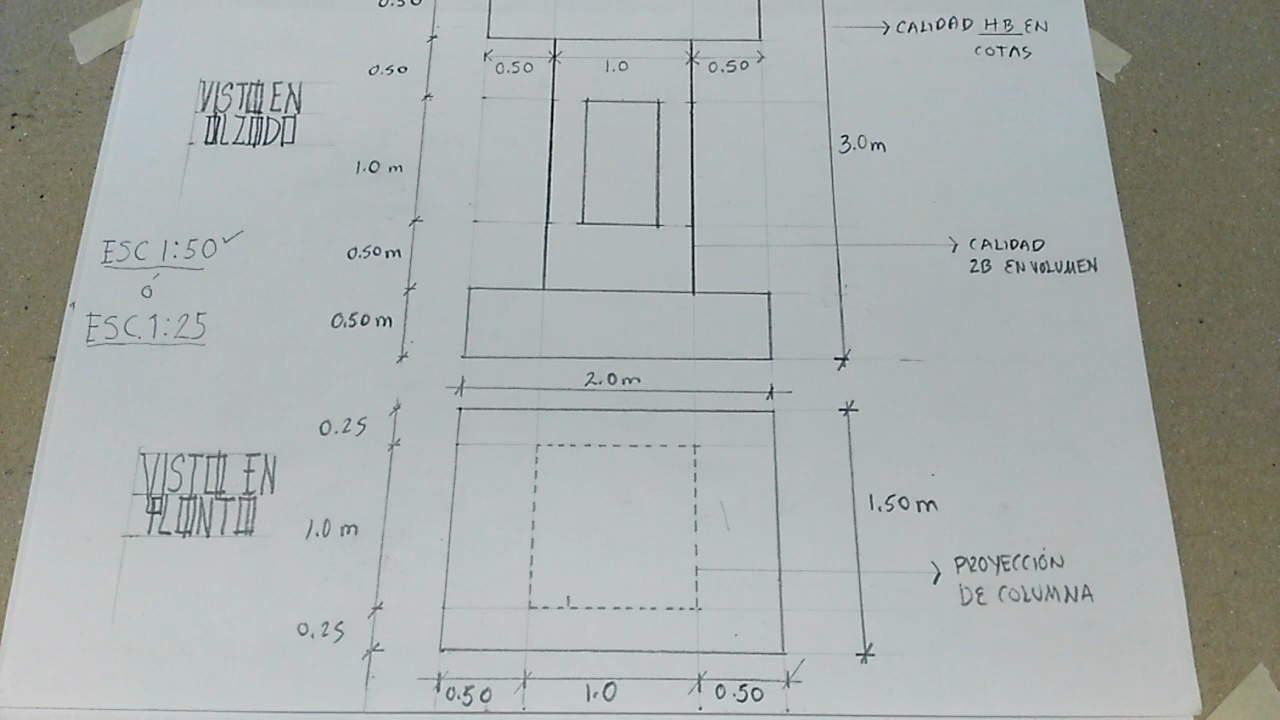 0.50
CALIDAD HB EN
COTAS
0.50
0.50 1.0 0.50
VISTA EN
ALZADO
1.0 m
3.0m
ESC 1:50
ó
ESC. 1:25
0.50m
CALIDAD
2B EN VOLUMEN
0.50m
2.0m
0.25
VISTA EN
PLANTA
1.0 m
1.50m
PROYECCIÓN
DE COLUMNA
0.25
0.50 1.0 0.50